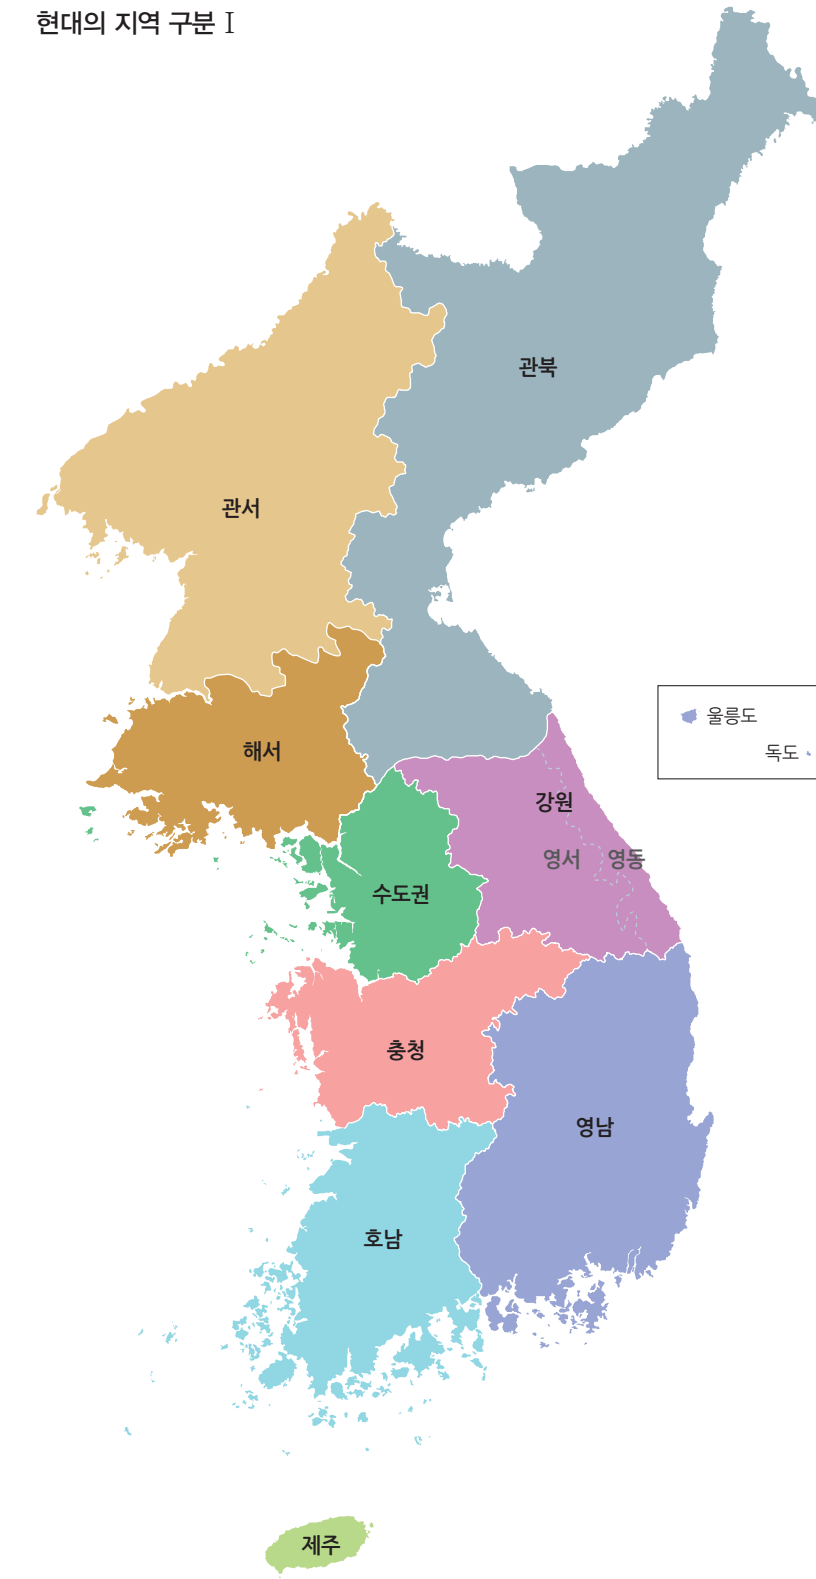 현대의 지역 구분 Ⅰ
관북
관서
울릉도
해서
독도
강원
영서
영동
수도권
충청
영남
호남
제주